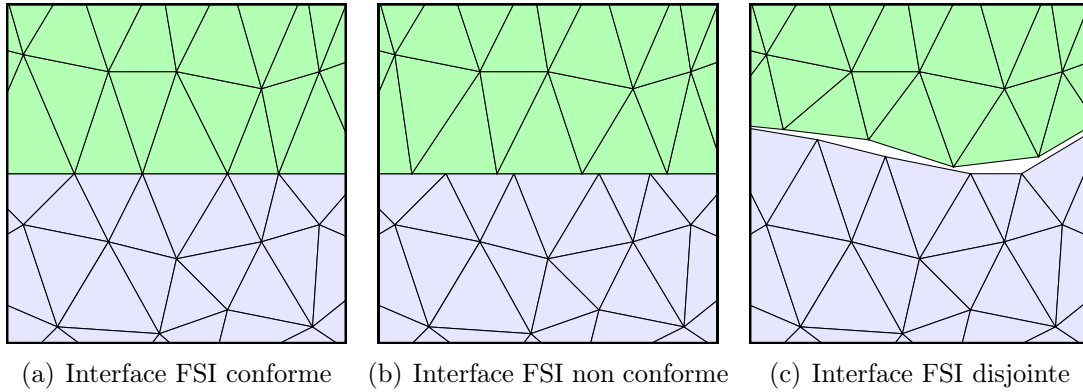 (a) Interface FSI conforme
(b) Interface FSI non conforme
(c) Interface FSI disjointe